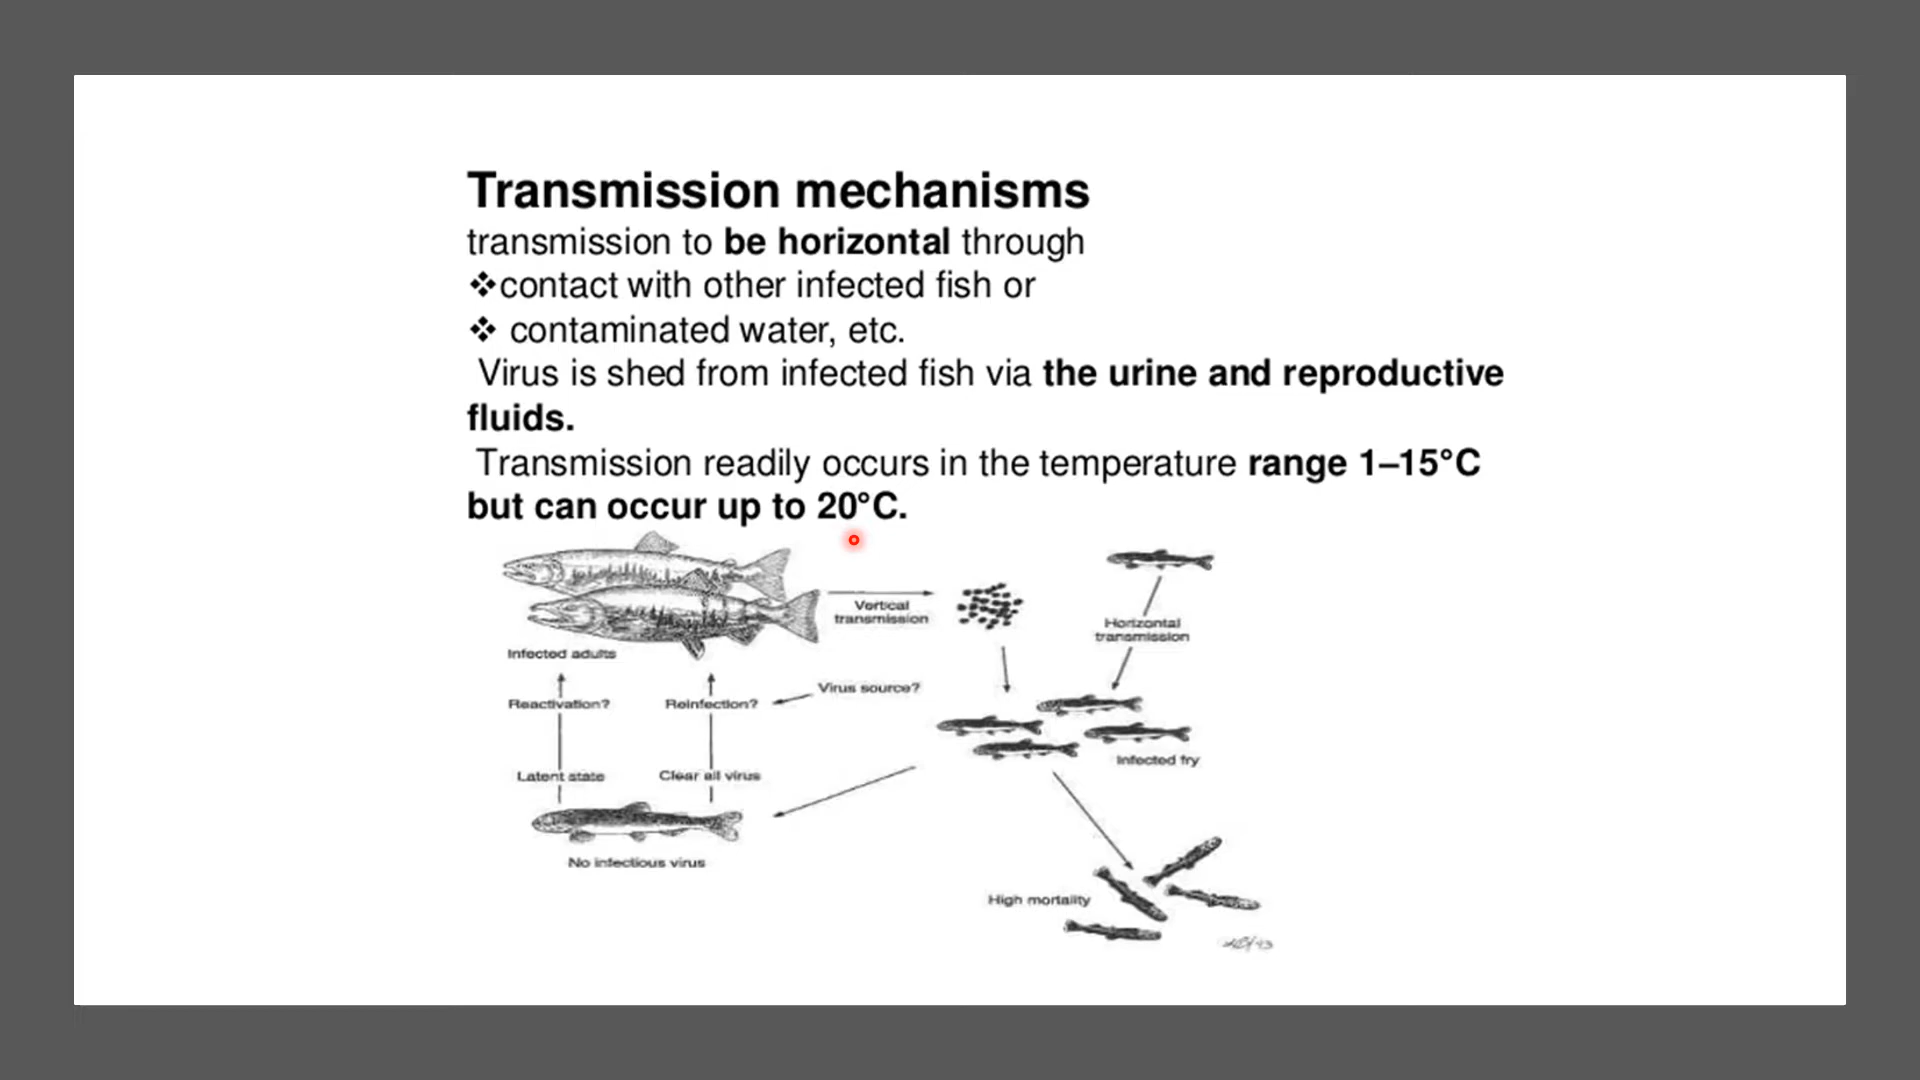 Transmission mechanisms
transmission to be horizontal through
❖contact with other infected fish or
❖ contaminated water, etc.
Virus is shed from infected fish via the urine and reproductive
fluids.
Transmission readily occurs in the temperature range 1–15°C
but can occur up to 20°C.
Vertical
transmission
Horizontal
transmission
Infected adults
Virus source?
Reactivation?
Reinfection?
Infected fry
Latent state
Clear all virus
No infectious virus
High mortality